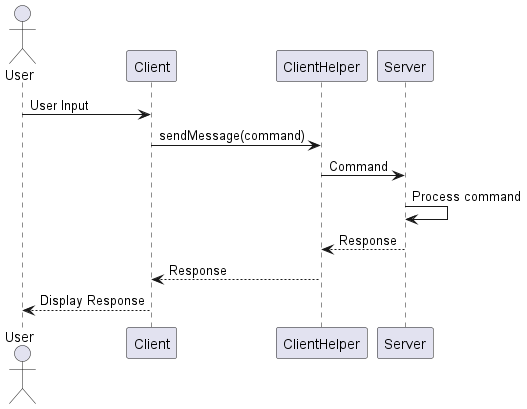 User
Client
ClientHelper
Server
User Input
sendMessage(command)
Command
Process command
Response
Response
Display Response
User
Client
ClientHelper
Server